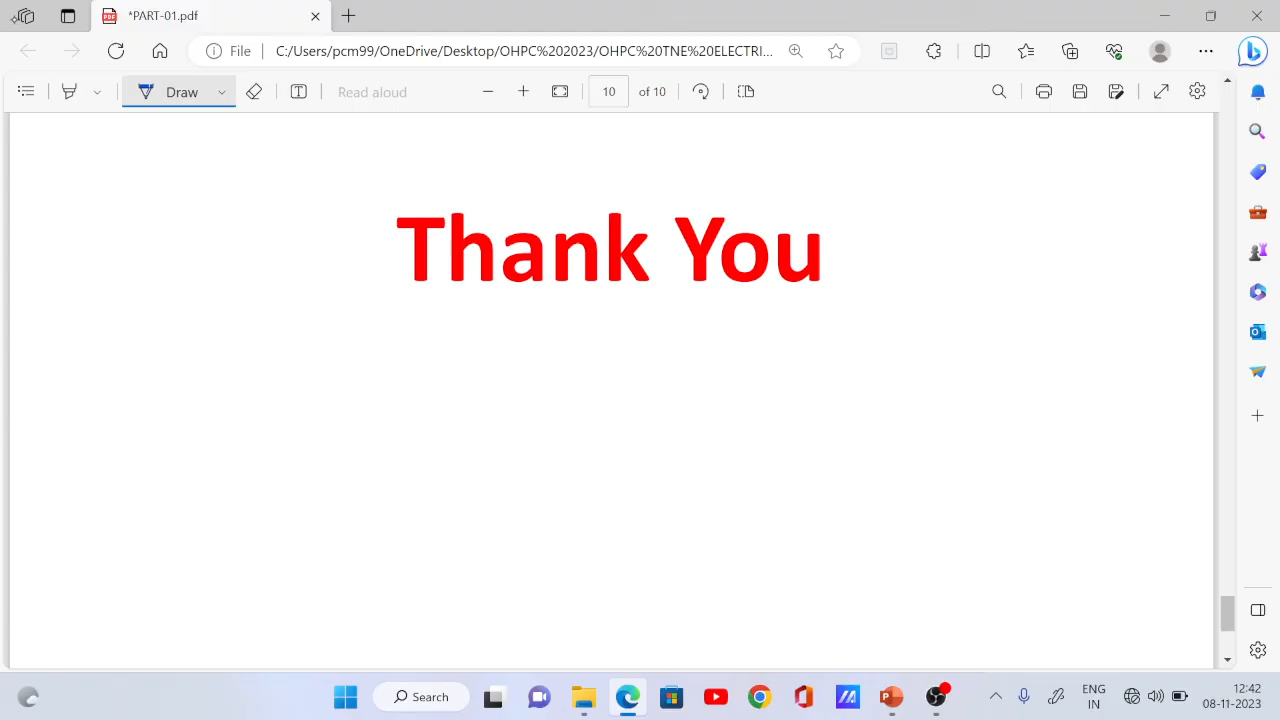 *PART-01.pdf
File
C:/Users/pcm99/OneDrive/Desktop/OHPC%202023/OHPC%20TNE%20ELECTRI...
Draw
Read aloud
10
of 10
Thank You
Search
ENG
IN
12:42
08-11-2023